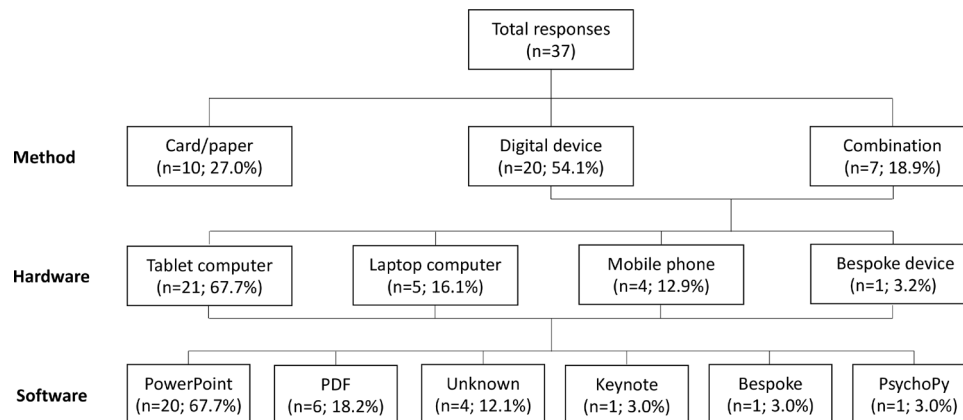 Total responses
(n=37)
Method
Card/paper
(n=10; 27.0%)
Digital device
(n=20; 54.1%)
Combination
(n=7; 18.9%)
Hardware
Tablet computer
(n=21; 67.7%)
Laptop computer
(n=5; 16.1%)
Mobile phone
(n=4; 12.9%)
Bespoke device
(n=1; 3.2%)
Software
PowerPoint
(n=20; 67.7%)
PDF
(n=6; 18.2%)
Unknown
(n=4; 12.1%)
Keynote
(n=1; 3.0%)
Bespoke
(n=1; 3.0%)
PsychoPy
(n=1; 3.0%)